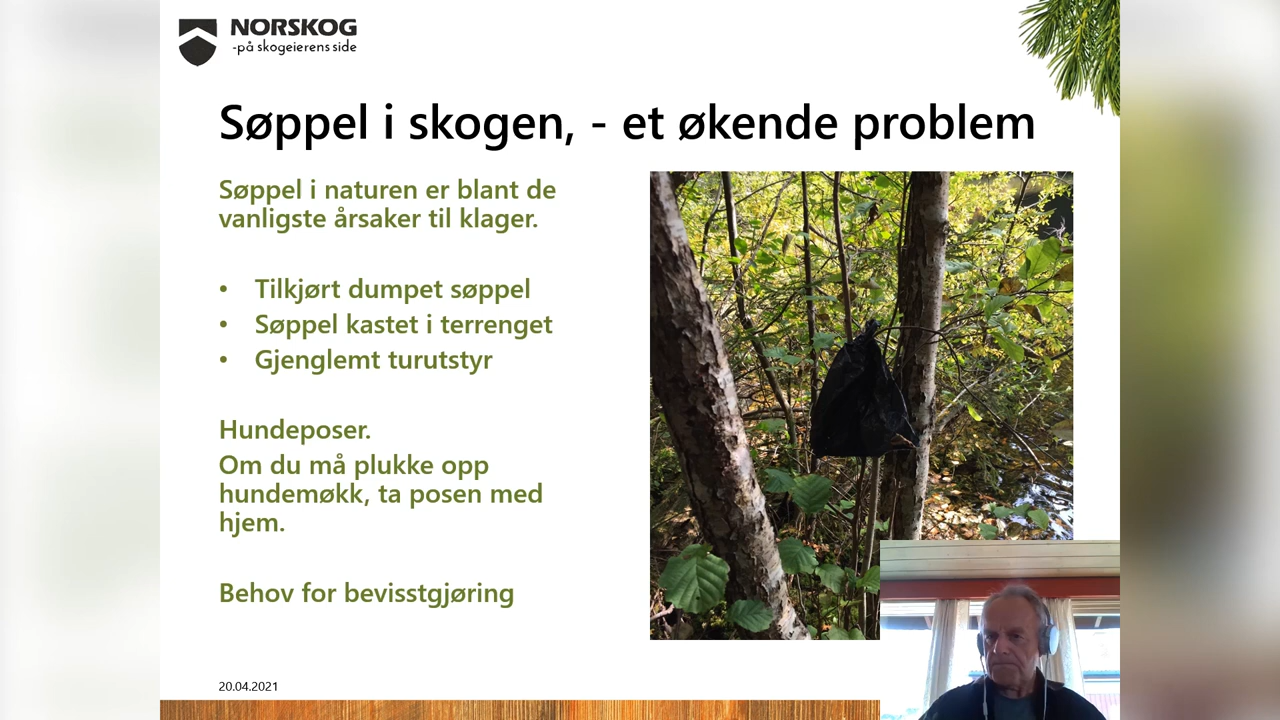 NORSKOG
-på skogeierens side
Søppel i skogen, - et økende problem
Søppel i naturen er blant de
vanligste årsaker til klager.
• Tilkjørt dumpet søppel
• Søppel kastet i terrenget
• Gjenglemt turutstyr
Hundeposer.
Om du må plukke opp
hundemøkk, ta posen med
hjem.
Behov for bevisstgjøring
20.04.2021